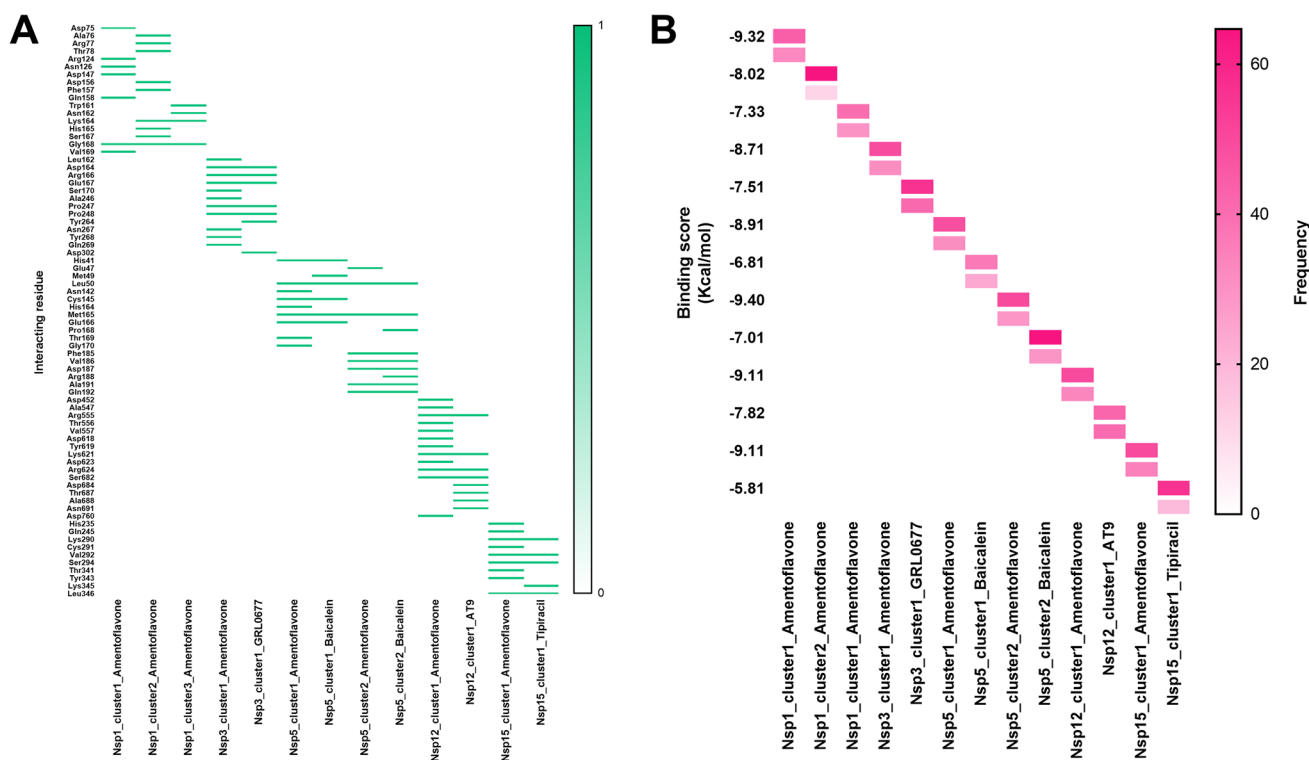 A
Interacting residue
Asp75
Ala76
Arg77
Thr78
Arg124
Asn126
Asp147
Asp156
Phe157
Gln158
Trp161
Asn162
Lys164
His165
Ser167
Gly168
Val169
Leu162
Asp164
Arg166
Glu167
Ser170
Ala246
Pro247
Pro248
Tyr264
Asn267
Tyr268
Gln269
Asp302
His41
Glu47
Met49
Leu50
Asn142
Cys145
His164
Met165
Glu166
Pro168
Thr169
Gly170
Phe185
Val186
Asp187
Arg188
Ala191
Gln192
Asp452
Ala547
Arg555
Thr556
Val557
Asp618
Tyr619
Lys621
Asp623
Arg624
Ser682
Asp684
Thr687
Ala688
Asn691
Asp760
His235
Gln245
Lys290
Cys291
Val292
Ser294
Thr341
Tyr343
Lys345
Leu346
Nsp1_cluster1_Amentoflavone
Nsp1_cluster2_Amentoflavone
Nsp1_cluster3_Amentoflavone
Nsp3_cluster1_Amentoflavone
Nsp3_cluster1_GRL0677
Nsp5_cluster1_Amentoflavone
Nsp5_cluster1_Baicalein
Nsp5_cluster2_Amentoflavone
Nsp5_cluster2_Baicalein
Nsp12_cluster1_Amentoflavone
Nsp12_cluster1_AT9
Nsp15_cluster1_Amentoflavone
Nsp15_cluster1_Tipiracil
1
0
B
Binding score
(Kcal/mol)
-9.32
-8.02
-7.33
-8.71
-7.51
-8.91
-6.81
-9.40
-7.01
-9.11
-7.82
-9.11
-5.81
Nsp1_cluster1_Amentoflavone
Nsp1_cluster2_Amentoflavone
Nsp1_cluster1_Amentoflavone
Nsp3_cluster1_Amentoflavone
Nsp3_cluster1_GRL0677
Nsp5_cluster1_Amentoflavone
Nsp5_cluster1_Baicalein
Nsp5_cluster2_Amentoflavone
Nsp5_cluster2_Baicalein
Nsp12_cluster1_Amentoflavone
Nsp12_cluster1_AT9
Nsp15_cluster1_Amentoflavone
Nsp15_cluster1_Tipiracil
60
40
20
0
Frequency